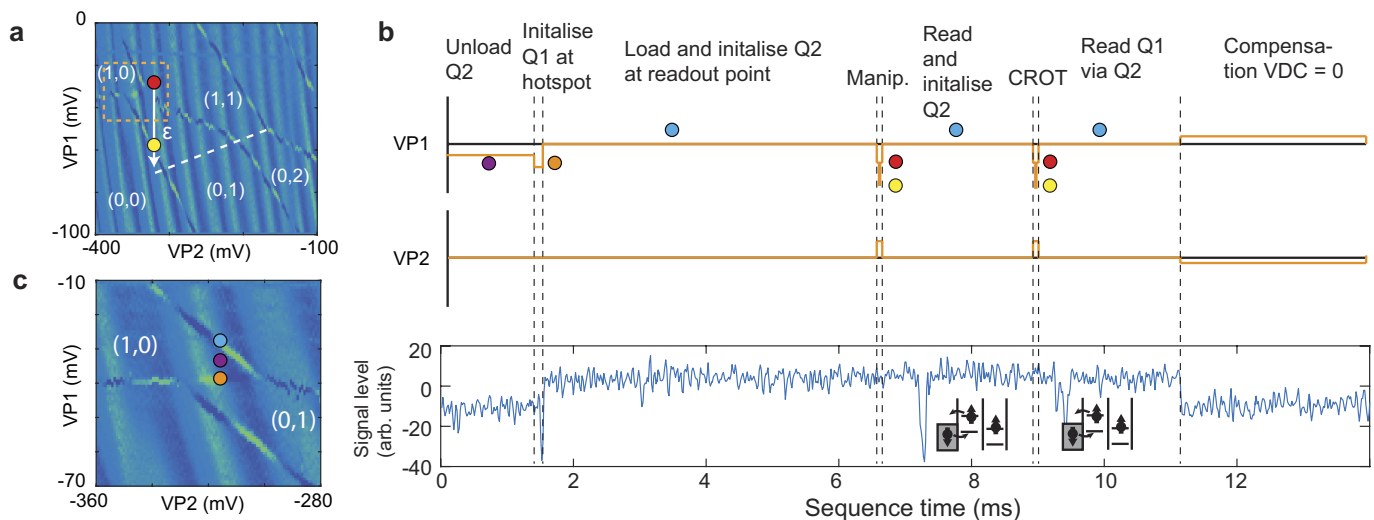 a
0
VP1 (mV)
-100
-400
VP2 (mV)
-100
(1,0)
(1,1)
ε
(0,0)
(0,1)
(0,2)
b
Unload
Q2
Initalise
Q1 at
hotspot
Load and initalise Q2
at readout point
Manip.
Read
and
initalise
Q2
CROT
Read Q1
via Q2
Compensa-
tion VDC = 0
VP1
VP2
c
-10
VP1 (mV)
-70
-360
VP2 (mV)
-280
(1,0)
(0,1)
Signal level
(arb. units)
20
0
-20
-40
0
2
4
6
8
10
12
Sequence time (ms)